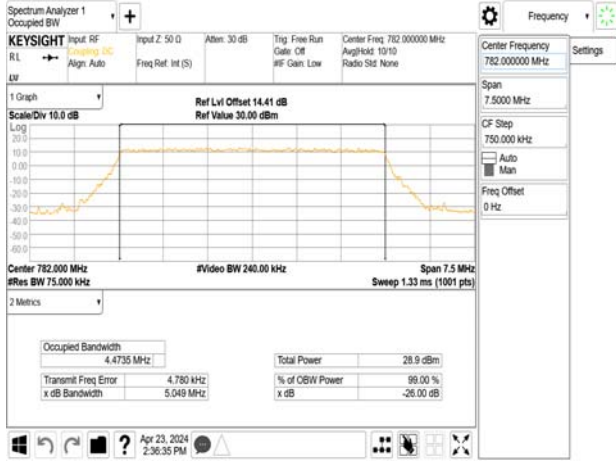 Spectrum Analyzer 1
Occupied BW
Frequency
KEYSIGHT
R L
LV
Input: RF
Coupling: DC
Align: Auto
Input Z: 50 Ω
Freq Ref: Int (S)
Atten: 30 dB
Trig: Free Run
Gate: Off
#IF Gain: Low
Center Freq: 782.000000 MHz
Avg|Hold: 10/10
Radio Std: None
Center Frequency
782.000000 MHz
Settings
Span
7.5000 MHz
CF Step
750.000 kHz
Auto
Man
Freq Offset
0 Hz
1 Graph
Scale/Div 10.0 dB
Ref Lvl Offset 14.41 dB
Ref Value 30.00 dBm
Log
20.0
10.0
0.00
-10.0
-20.0
-30.0
-40.0
-50.0
-60.0
Center 782.000 MHz
#Video BW 240.00 kHz
Span 7.5 MHz
#Res BW 75.000 kHz
Sweep 1.33 ms (1001 pts)
2 Metrics
Occupied Bandwidth
4.4735 MHz
Total Power 28.9 dBm
Transmit Freq Error 4.780 kHz
% of OBW Power 99.00 %
x dB Bandwidth 5.049 MHz
x dB -26.00 dB
Apr 23, 2024
2:36:35 PM